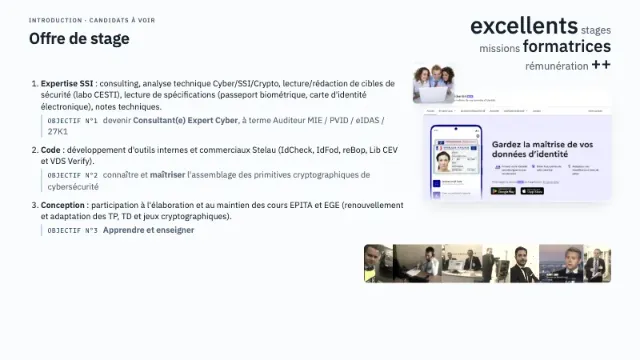 INTRODUCTION · CANDIDATS À VOIR
Offre de stage
excellents stages
missions formatrices
rémunération ++
1. Expertise SSI : consulting, analyse technique Cyber/SSI/Crypto, lecture/rédaction de cibles de
sécurité (labo CESTI), lecture de spécifications (passeport biométrique, carte d'identité
électronique), notes techniques.
OBJECTIF N°1 devenir Consultant(e) Expert Cyber, à terme Auditeur MIE / PVID / eIDAS /
27K1
2. Code : développement d'outils internes et commerciaux Stelau (IdCheck, IdFod, reBop, Lib CEV
et VDS Verify).
OBJECTIF N°2 connaître et maîtriser l'assemblage des primitives cryptographiques de
cybersécurité
3. Conception : participation à l'élaboration et au maintien des cours EPITA et EGE (renouvellement
et adaptation des TP, TD et jeux cryptographiques).
OBJECTIF N°3 Apprendre et enseigner
Gardez la maîtrise de vos
données d'identité